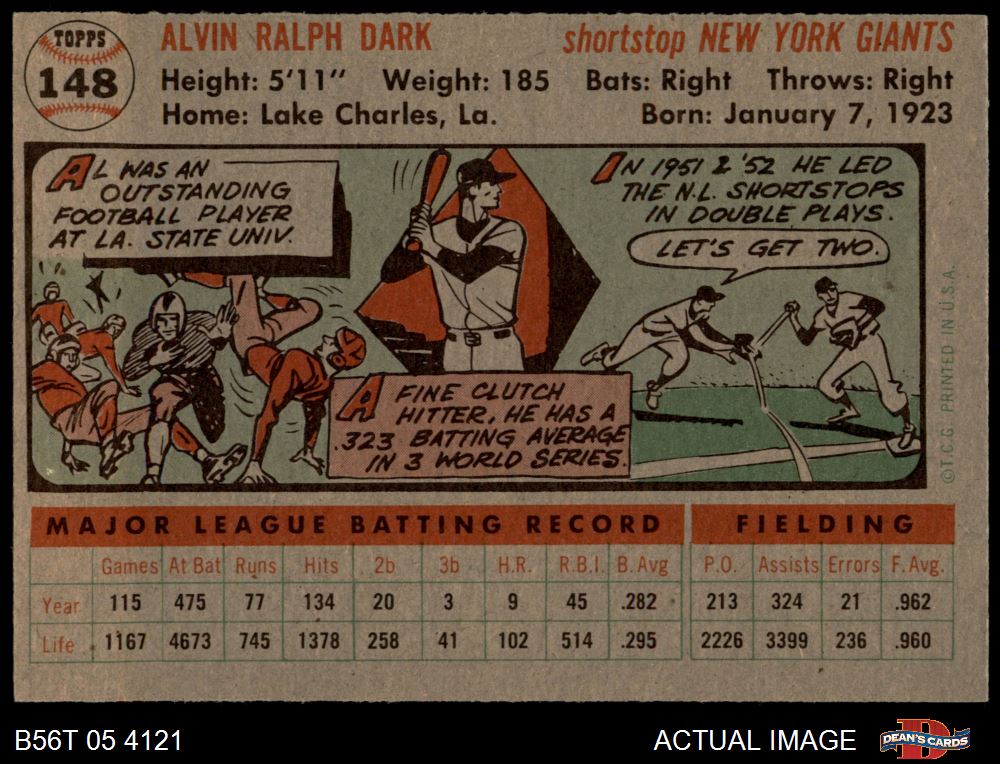 TOPPS
148
ALVIN RALPH DARK
shortstop NEW YORK GIANTS
Height: 5'11" Weight: 185 Bats: Right Throws: Right
Home: Lake Charles, La. Born: January 7, 1923
AL WAS AN
OUTSTANDING
FOOTBALL PLAYER
AT LA. STATE UNIV.
A FINE CLUTCH
HITTER, HE HAS A
.323 BATTING AVERAGE
IN 3 WORLD SERIES.
IN 1951 & '52 HE LED
THE N.L. SHORTSTOPS
IN DOUBLE PLAYS.
LET'S GET TWO.
©T.C.G. PRINTED IN U.S.A.
MAJOR LEAGUE BATTING RECORD FIELDING
Games At Bat Runs Hits 2b 3b H.R. R.B.I. B. Avg P.O. Assists Errors F. Avg.
Year 115 475 77 134 20 3 9 45 .282 213 324 21 .962
Life 1167 4673 745 1378 258 41 102 514 .295 2226 3399 236 .960
B56T 05 4121
ACTUAL IMAGE
D
DEAN'S CARDS